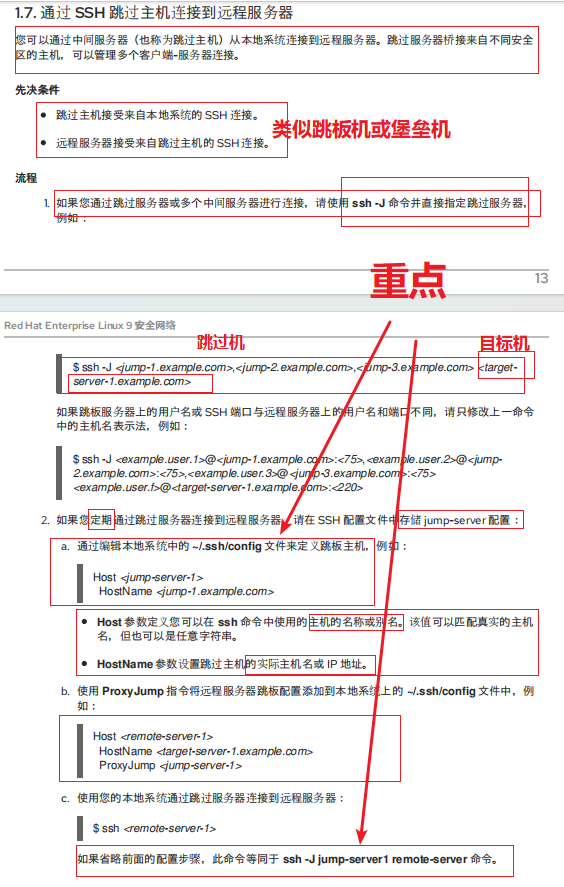 1.7. 通过 SSH 跳过主机连接到远程服务器
您可以通过中间服务器（也称为跳过主机）从本地系统连接到远程服务器。跳过服务器桥接来自不同安全
区的主机，可以管理多个客户端-服务器连接。
先决条件
● 跳过主机接受来自本地系统的 SSH 连接。
类似跳板机或堡垒机
● 远程服务器接受来自跳过主机的 SSH 连接。
流程
1. 如果您通过跳过服务器或多个中间服务器进行连接，请使用 ssh -J 命令并直接指定跳过服务器，
例如：
重点
13
Red Hat Enterprise Linux 9 安全网络
跳过机
目标机
$ ssh -J <jump-1.example.com>,<jump-2.example.com>,<jump-3.example.com> <target-
server-1.example.com>
如果跳板服务器上的用户名或 SSH 端口与远程服务器上的用户名和端口不同，请只修改上一命令
中的主机名表示法，例如：
$ ssh -J <example.user.1>@<jump-1.example.com>:<75>,<example.user.2>@<jump-
2.example.com>:<75>,<example.user.3>@<jump-3.example.com>:<75>
<example.user.f>@<target-server-1.example.com>:<220>
2. 如果您定期通过跳过服务器连接到远程服务器，请在 SSH 配置文件中存储 jump-server 配置：
a. 通过编辑本地系统中的 ~/.ssh/config 文件来定义跳板主机，例如：
Host <jump-server-1>
HostName <jump-1.example.com>
● Host 参数定义您可以在 ssh 命令中使用的主机的名称或别名。该值可以匹配真实的主机
名，但也可以是任意字符串。
● HostName 参数设置跳过主机的实际主机名或 IP 地址。
b. 使用 ProxyJump 指令将远程服务器跳板配置添加到本地系统上的 ~/.ssh/config 文件中，例
如：
Host <remote-server-1>
HostName <target-server-1.example.com>
ProxyJump <jump-server-1>
c. 使用您的本地系统通过跳过服务器连接到远程服务器：
$ ssh <remote-server-1>
如果省略前面的配置步骤，此命令等同于 ssh -J jump-server1 remote-server 命令。